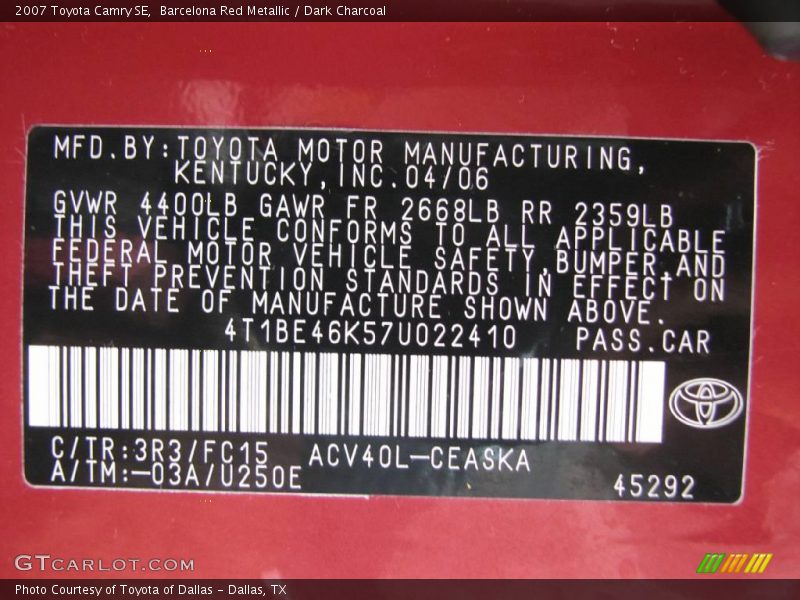 2007 Toyota Camry SE,  Barcelona Red Metallic / Dark Charcoal
MFD.BY:TOYOTA MOTOR MANUFACTURING,
KENTUCKY,INC.04/06
GVWR 4400LB GAWR FR 2668LB RR 2359LB
THIS VEHICLE CONFORMS TO ALL APPLICABLE
FEDERAL MOTOR VEHICLE SAFETY,BUMPER,AND
THEFT PREVENTION STANDARDS IN EFFECT ON
THE DATE OF MANUFACTURE SHOWN ABOVE.
4T1BE46K57U022410 PASS.CAR
C/TR:3R3/FC15 ACV40L-CEASKA
A/TM:-03A/U250E
45292
GTCARLOT.COM
Photo Courtesy of Toyota of Dallas - Dallas, TX